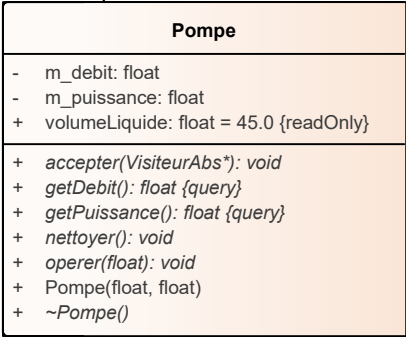 Pompe
- m_debit: float
- m_puissance: float
+ volumeLiquide: float = 45.0 {readOnly}
+ accepter(VisiteurAbs*): void
+ getDebit(): float {query}
+ getPuissance(): float {query}
+ nettoyer(): void
+ operer(float): void
+ Pompe(float, float)
+ ~Pompe()